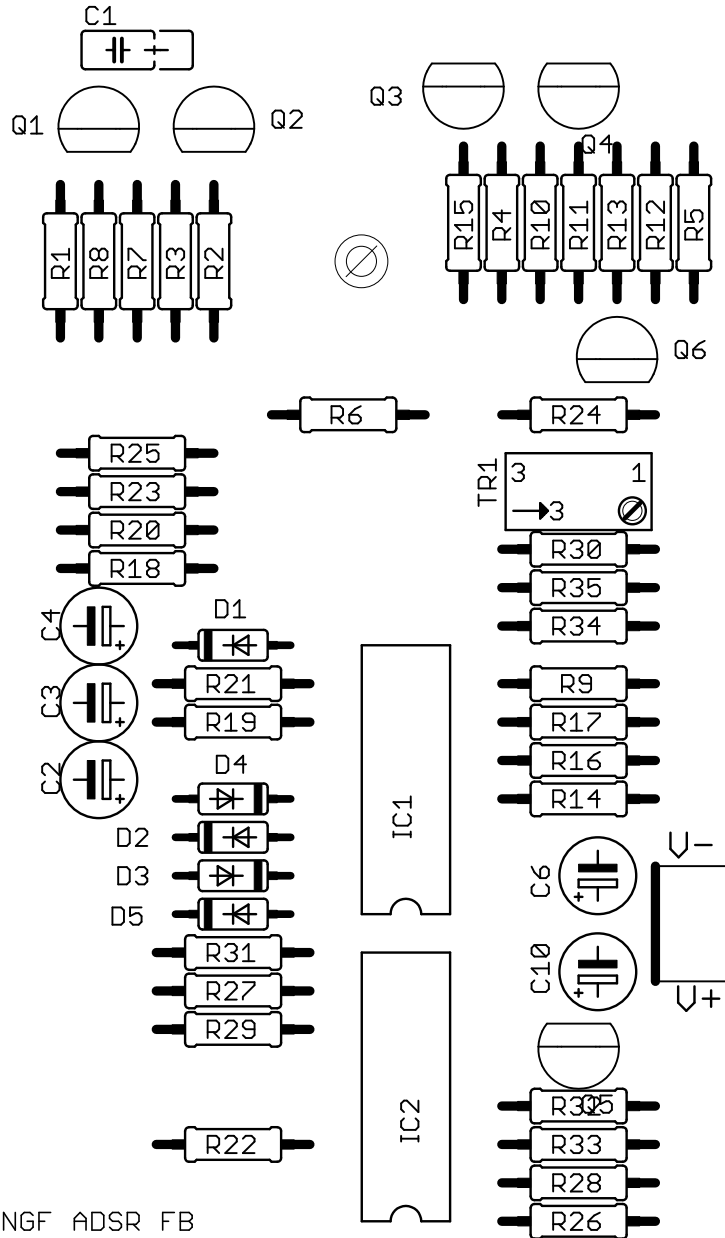 C1
Q1
Q2
Q3
Q4
R1 R8 R7 R3 R2
R15 R4 R10 R11 R13 R12 R5
Q6
R6
R24
R25
R23
R20
R18
TR1
3 1
3
R30
R35
R34
C4
D1
R21
C3
R19
R9
R17
R16
R14
C2
D4
D2
D3
D5
IC1
C6
V-
R31
R27
R29
C10
V+
R32
Q5
R33
R28
R26
IC2
R22
NGF ADSR FB